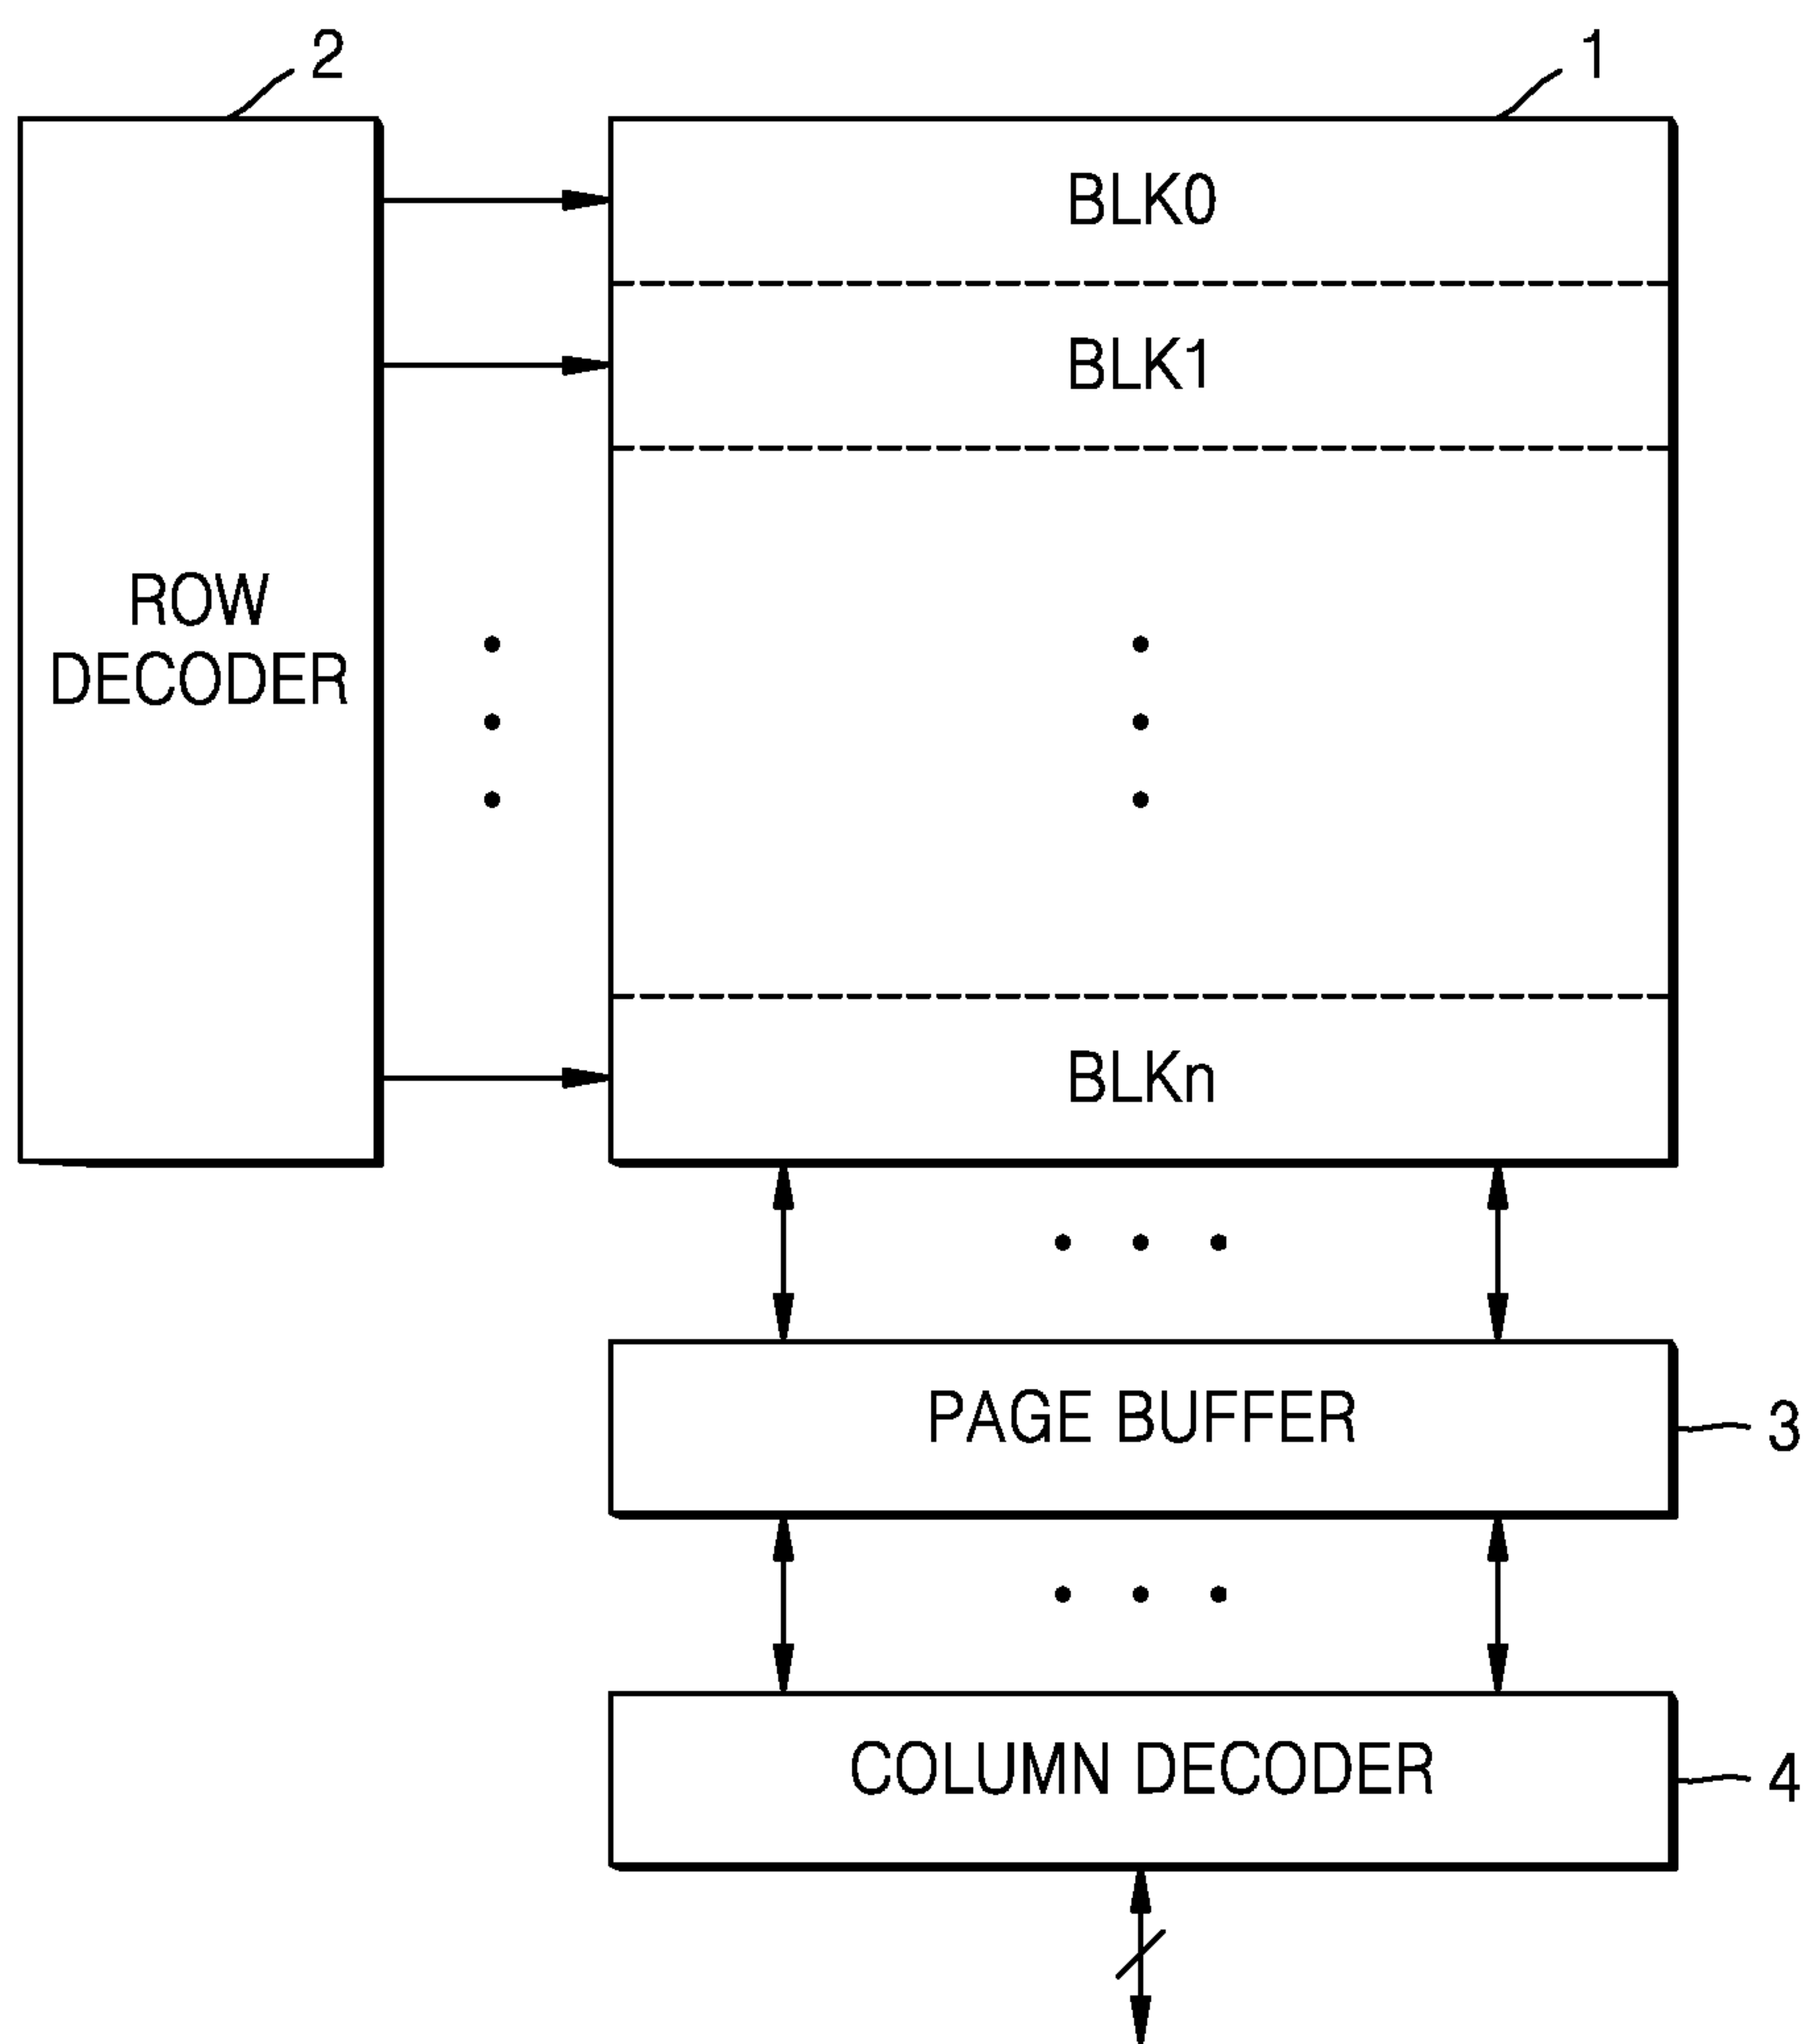 2
1
BLK0
BLK1
ROW
DECODER
BLKn
PAGE BUFFER
3
COLUMN DECODER
4